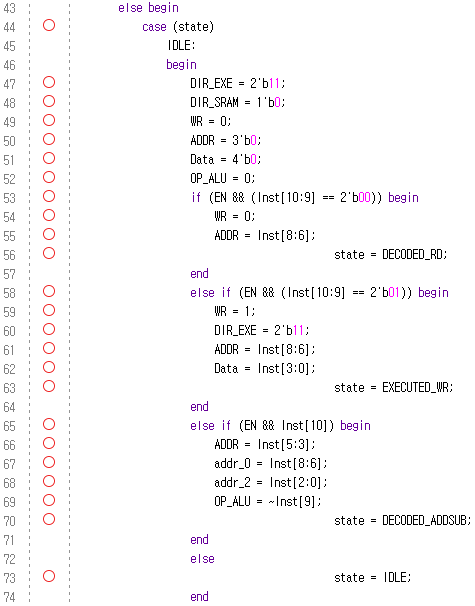 43 else begin
44 case (state)
45 IDLE;
46 begin
47 DIR_EXE = 2'b11;
48 DIR_SRAM = 1'b0;
49 WR = 0;
50 ADDR = 3'b0;
51 Data = 4'b0;
52 OP_ALU = 0;
53 if (EN && (Inst[10:9] == 2'b00)) begin
54 WR = 0;
55 ADDR = Inst[8:6];
56 state = DECODED_RD;
57 end
58 else if (EN && (Inst[10:9] == 2'b01)) begin
59 WR = 1;
60 DIR_EXE = 2'b11;
61 ADDR = Inst[8:6];
62 Data = Inst[3:0];
63 state = EXECUTED_WR;
64 end
65 else if (EN && Inst[10]) begin
66 ADDR = Inst[5:3];
67 addr_0 = Inst[8:6];
68 addr_2 = Inst[2:0];
69 OP_ALU = ~Inst[9];
70 state = DECODED_ADDSUB;
71 end
72 else
73 state = IDLE;
74 end